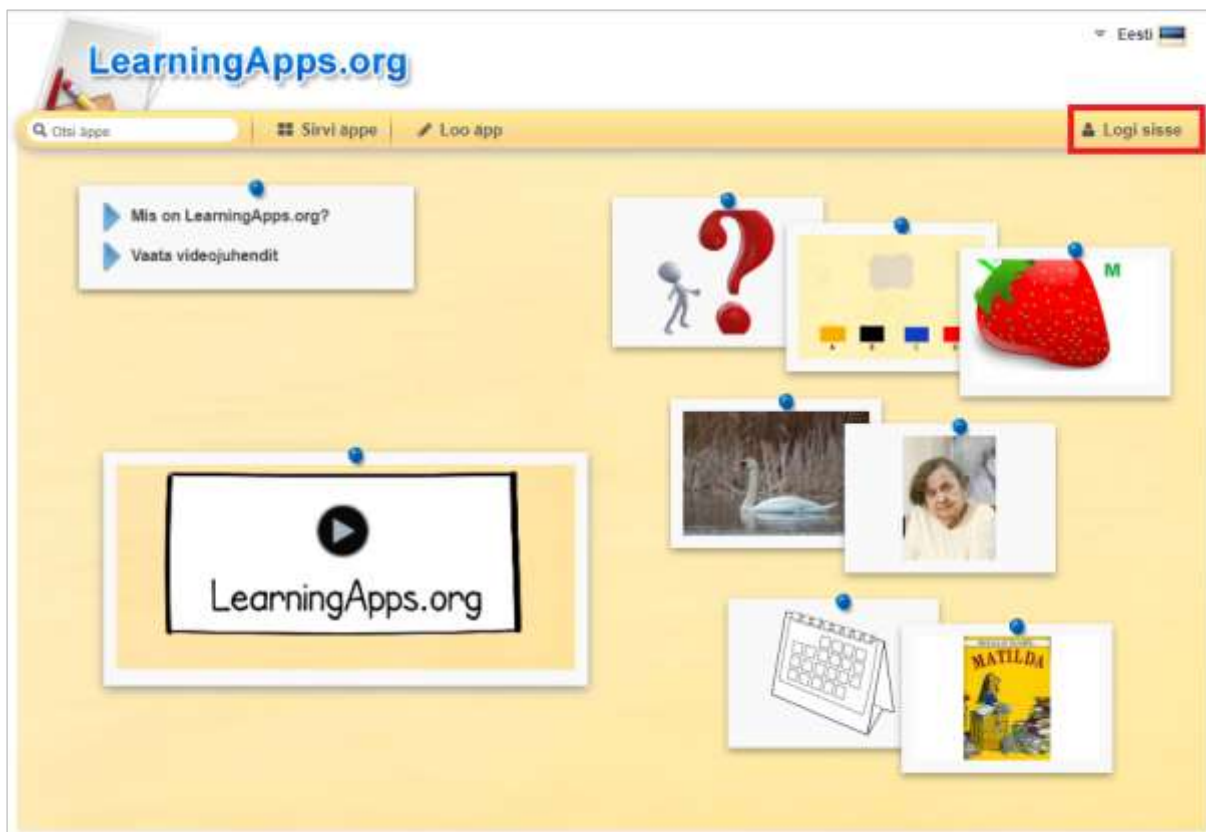 LearningApps.org
Eesti
Otsi äppe
Sirvi äppe
Loo äpp
Logi sisse
Mis on LearningApps.org?
Vaata videojuhendit
M
LearningApps.org
MATILDA